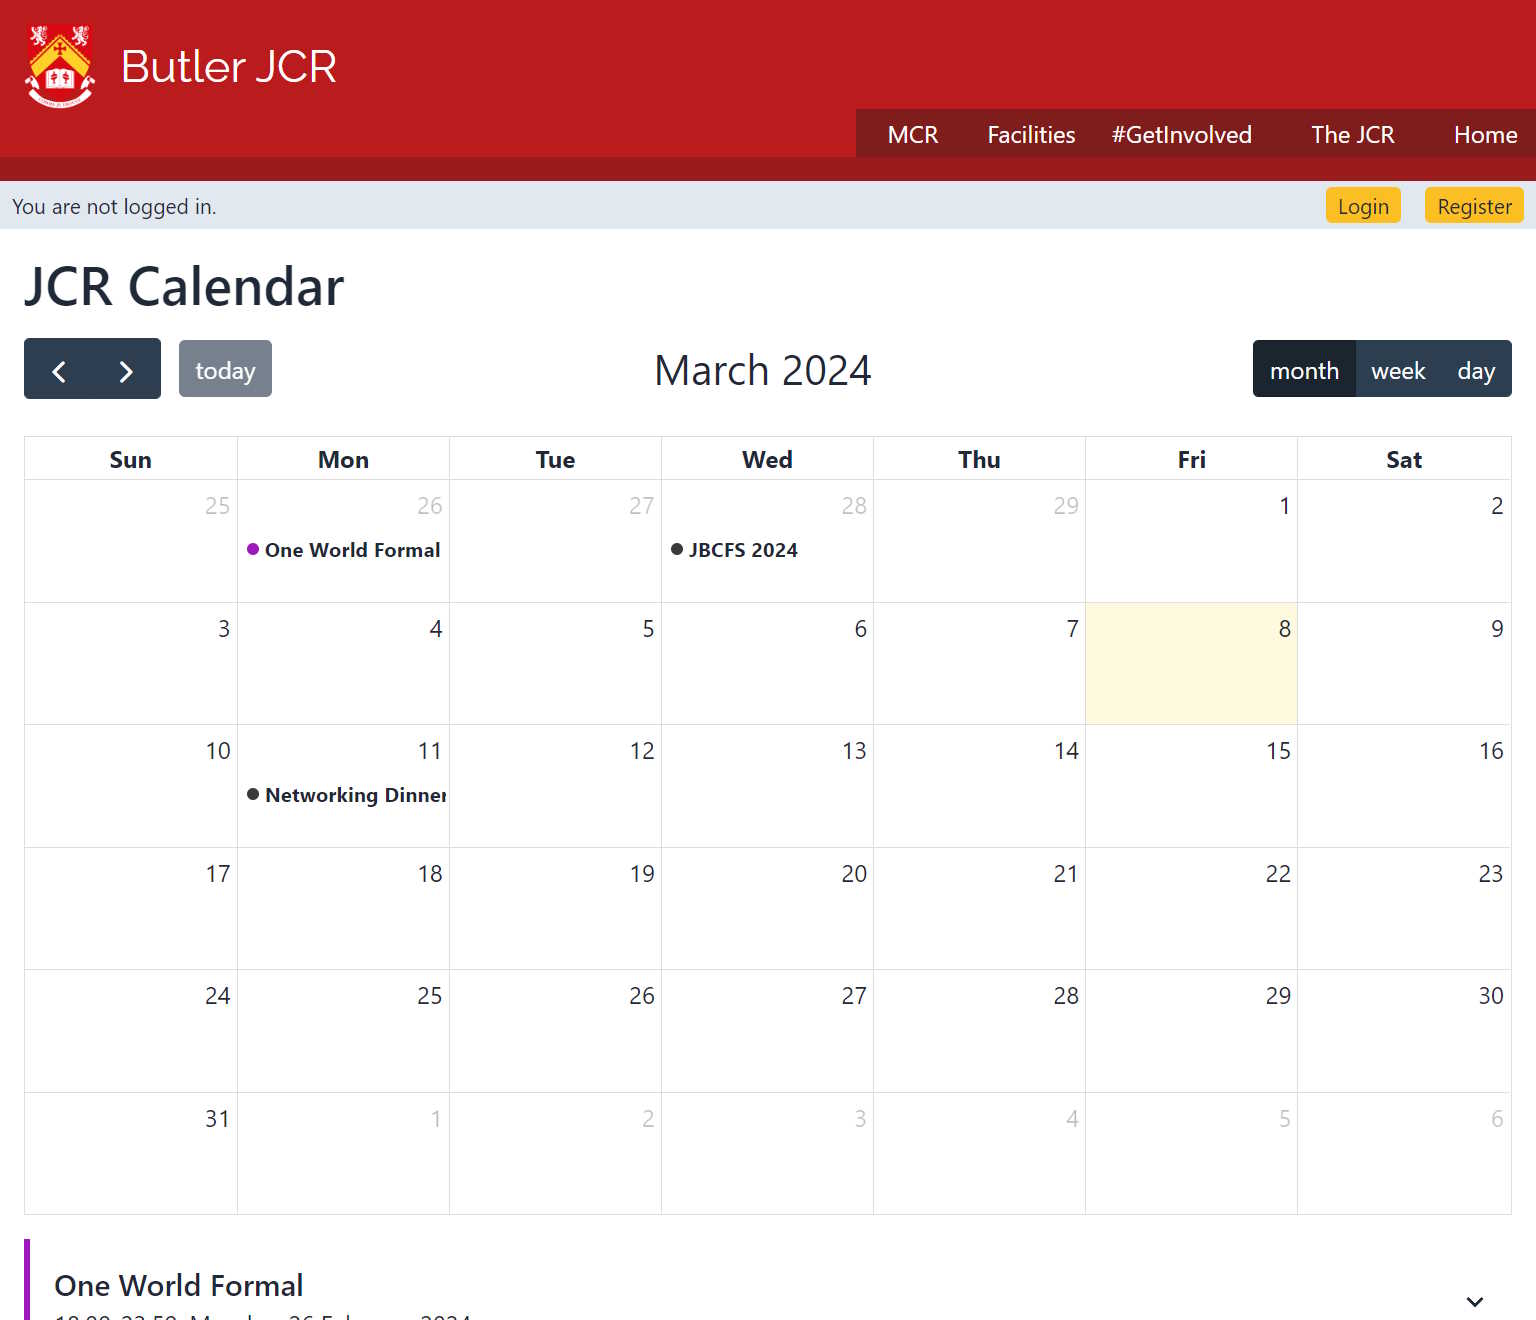 Butler JCR
MCR Facilities #GetInvolved The JCR Home
You are not logged in. Login Register
JCR Calendar
today March 2024 month week day
Sun Mon Tue Wed Thu Fri Sat
25 26 27 28 29 1 2
One World Formal JBCFS 2024
3 4 5 6 7 8 9
10 11 12 13 14 15 16
Networking Dinner
17 18 19 20 21 22 23
24 25 26 27 28 29 30
31 1 2 3 4 5 6
One World Formal